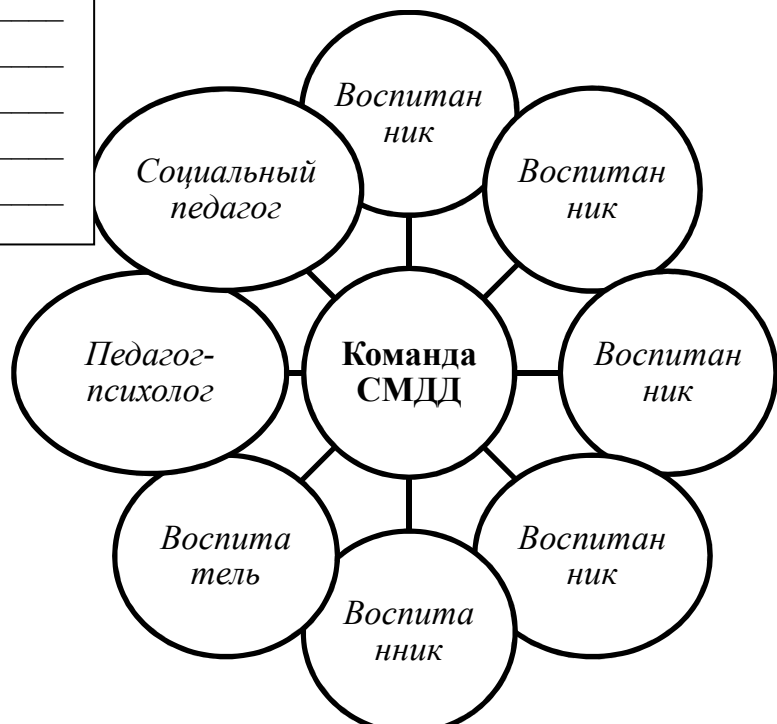 Воспитан
ник
Социальный
педагог
Воспитан
ник
Педагог-
психолог
Команда
СМДД
Воспитан
ник
Воспита
тель
Воспитан
ник
Воспита
нник